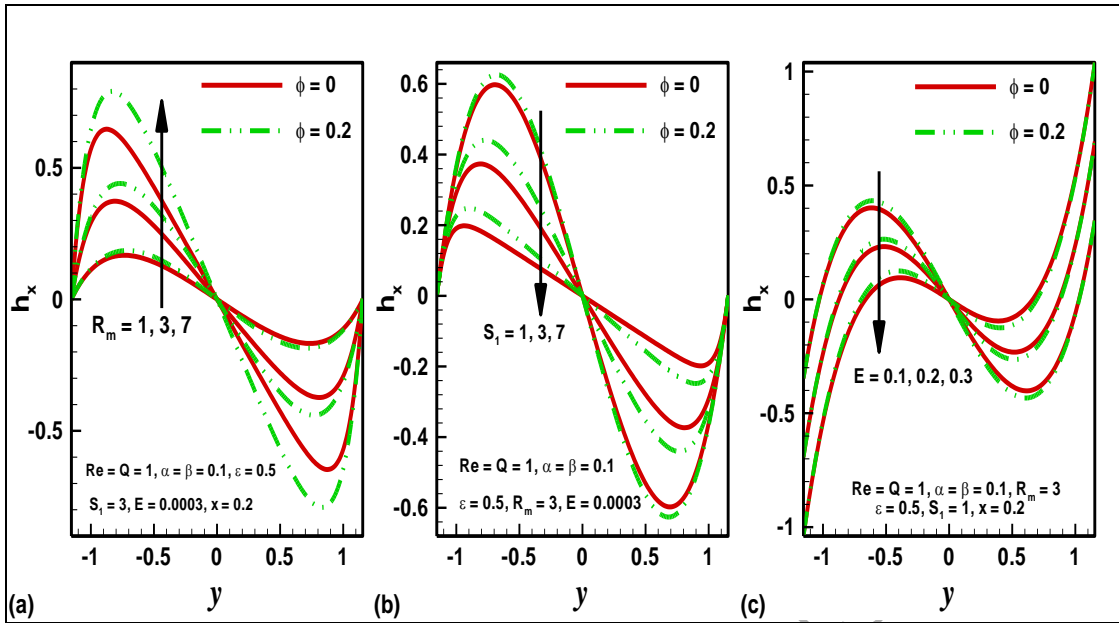 ϕ = 0
ϕ = 0.2
h_x
0.5
0
-0.5
R_m = 1, 3, 7
Re = Q = 1, α = β = 0.1, ε = 0.5
S_1 = 3, E = 0.0003, x = 0.2
-1 -0.5 0 0.5 1
y
(a)
ϕ = 0
ϕ = 0.2
h_x
0.6
0.4
0.2
0.0
-0.2
-0.4
-0.6
S_1 = 1, 3, 7
Re = Q = 1, α = β = 0.1
ε = 0.5, R_m = 3, E = 0.0003
-1 -0.5 0 0.5 1
y
(b)
ϕ = 0
ϕ = 0.2
h_x
1
0.5
0
-0.5
-1
E = 0.1, 0.2, 0.3
Re = Q = 1, α = β = 0.1, R_m = 3
ε = 0.5, S_1 = 1, x = 0.2
-1 -0.5 0 0.5 1
y
(c)